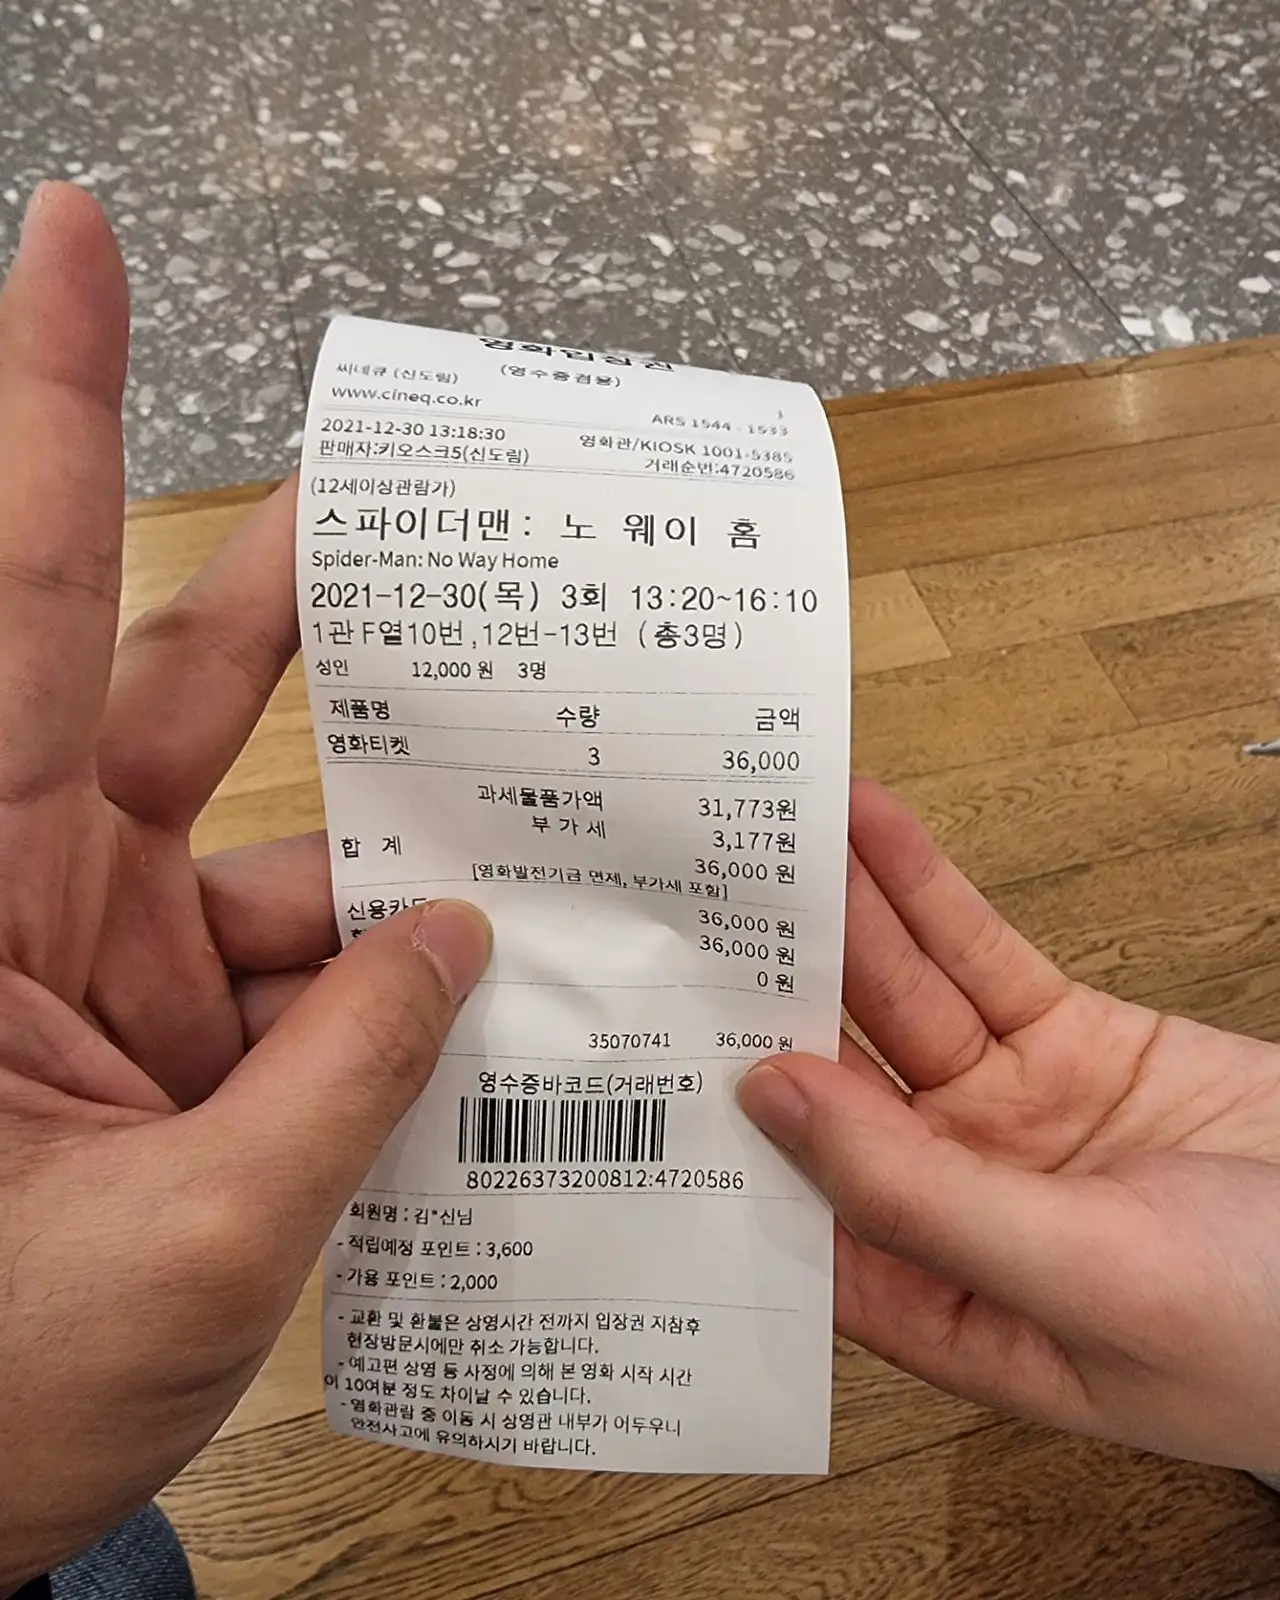 영화입장권
씨네큐 (신도림) (영수증겸용)
www.cineq.co.kr
ARS 1544 - 1533
2021-12-30 13:18:30 영화관/KIOSK 1001-5385
판매자:키오스크5(신도림) 거래순번:4720586
(12세이상관람가)
스파이더맨: 노 웨이 홈
Spider-Man: No Way Home
2021-12-30(목) 3회 13:20~16:10
1관 F열10번,12번-13번 (총3명)
성인 12,000 원 3명
제품명 수량 금액
영화티켓 3 36,000
과세물품가액 31,773원
부 가 세 3,177원
합 계 36,000 원
[영화발전기금 면제, 부가세 포함]
신용카드 36,000 원
36,000 원
0 원
35070741 36,000 원
영수증바코드(거래번호)
80226373200812:4720586
회원명 : 김*신님
- 적립예정 포인트 : 3,600
- 가용 포인트 : 2,000
- 교환 및 환불은 상영시간 전까지 입장권 지참후
현장방문시에만 취소 가능합니다.
- 예고편 상영 등 사정에 의해 본 영화 시작 시간
이 10여분 정도 차이날 수 있습니다.
- 영화관람 중 이동 시 상영관 내부가 어두우니
안전사고에 유의하시기 바랍니다.